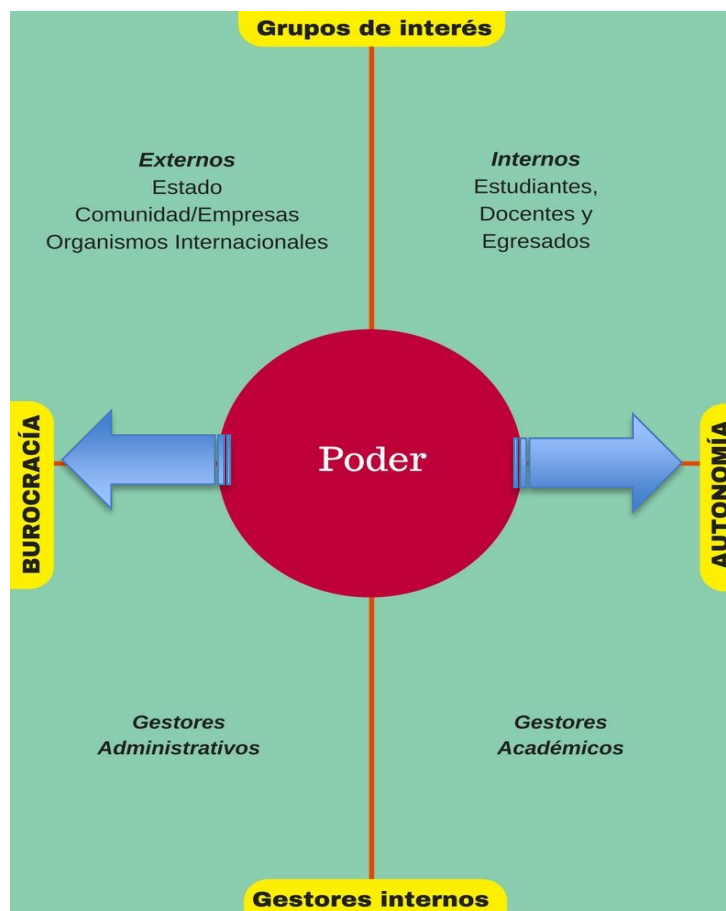 Grupos de interés
Externos
Estado
Comunidad/Empresas
Organismos Internacionales
Internos
Estudiantes,
Docentes y
Egresados
BUROCRACÍA
Poder
AUTONOMÍA
Gestores
Administrativos
Gestores
Académicos
Gestores internos